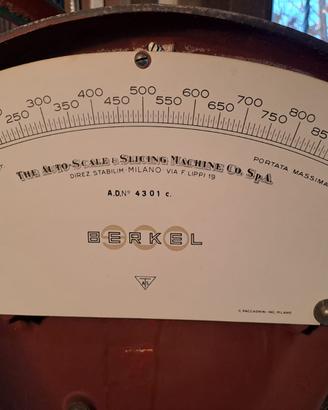 250 300 350 400 450 500 550 600 650 700 750 800
THE AUTO-SCALE & SLICING MACHINE CO. S.p.A.
PORTATA MASSIMA
DIREZ. STABILIM - MILANO VIA F. LIPPI 19
A.D. Nº 4301 c.
BERKEL